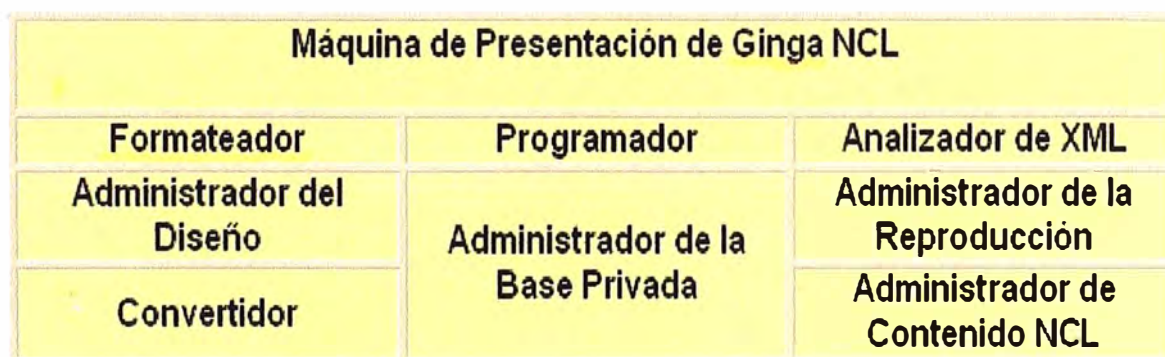 Máquina de Presentación de Ginga NCL
Formateador
Programador
Analizador de XML
Administrador del
Diseño
Administrador de la
Base Privada
Administrador de la
Reproducción
Convertidor
Administrador de
Contenido NCL